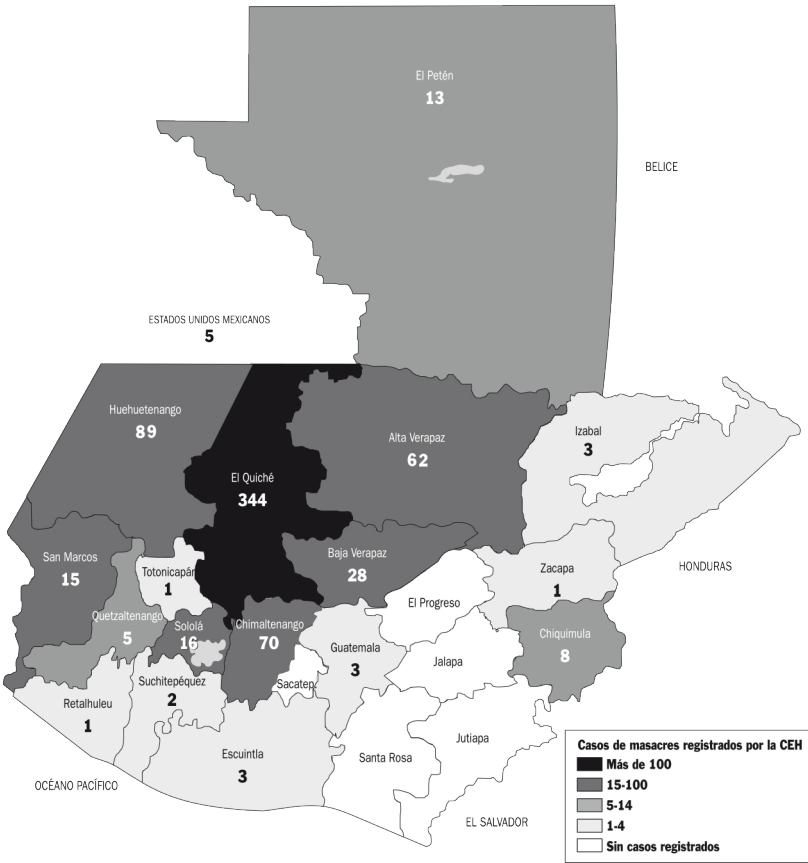 El Petén
13
BELICE
ESTADOS UNIDOS MEXICANOS
5
Huehuetenango
89
Alta Verapaz
62
Izabal
3
El Quiché
344
San Marcos
15
Totonicapán
1
Baja Verapaz
28
Zacapa
1
HONDURAS
El Progreso
Quetzaltenango
5
Sololá
16
Chimaltenango
70
Guatemala
3
Jalapa
Chiquimula
8
Sacatep.
Retalhuleu
1
Suchitepéquez
2
Escuintla
3
Santa Rosa
Jutiapa
OCÉANO PACÍFICO
EL SALVADOR
Casos de masacres registrados por la CEH
Más de 100
15-100
5-14
1-4
Sin casos registrados